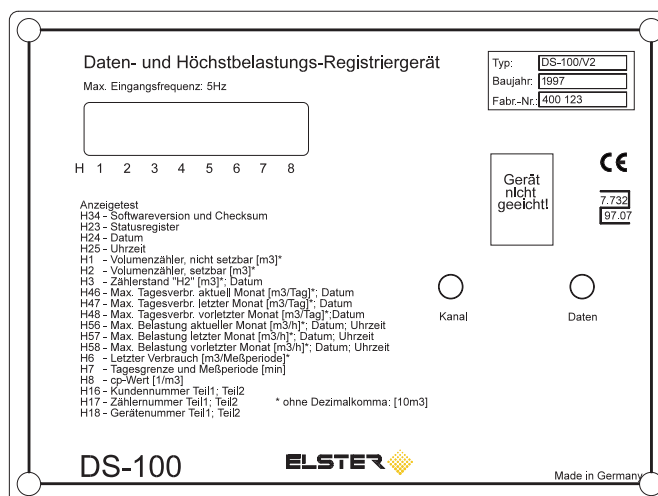 Daten- und Höchstbelastungs-Registriergerät
Max. Eingangsfrequenz: 5Hz
Typ: DS-100/V2
Baujahr: 1997
Fabr.-Nr.: 400 123
H 1 2 3 4 5 6 7 8
Gerät
nicht
geeicht!
CE
7.732
97.07
Anzeigetest
H34 - Softwareversion und Checksum
H23 - Statusregister
H24 - Datum
H25 - Uhrzeit
H1 - Volumenzähler, nicht setzbar [m3]*
H2 - Volumenzähler, setzbar [m3]*
H3 - Zählerstand "H2" [m3]*; Datum
H46 - Max. Tagesverbr. aktuell Monat [m3/Tag]*; Datum
H47 - Max. Tagesverbr. letzter Monat [m3/Tag]*; Datum
H48 - Max. Tagesverbr. vorletzter Monat [m3/Tag]*;Datum
H56 - Max. Belastung aktueller Monat [m3/h]*; Datum; Uhrzeit
H57 - Max. Belastung letzter Monat [m3/h]*; Datum; Uhrzeit
H58 - Max. Belastung vorletzter Monat [m3/h]*; Datum; Uhrzeit
H6 - Letzter Verbrauch [m3/Meßperiode]*
H7 - Tagesgrenze und Meßperiode [min]
H8 - cp-Wert [1/m3]
H16 - Kundennummer Teil1; Teil2
H17 - Zählernummer Teil1; Teil2 * ohne Dezimalkomma: [10m3]
H18 - Gerätenummer Teil1; Teil2
Kanal
Daten
DS-100
ELSTER
Made in Germany